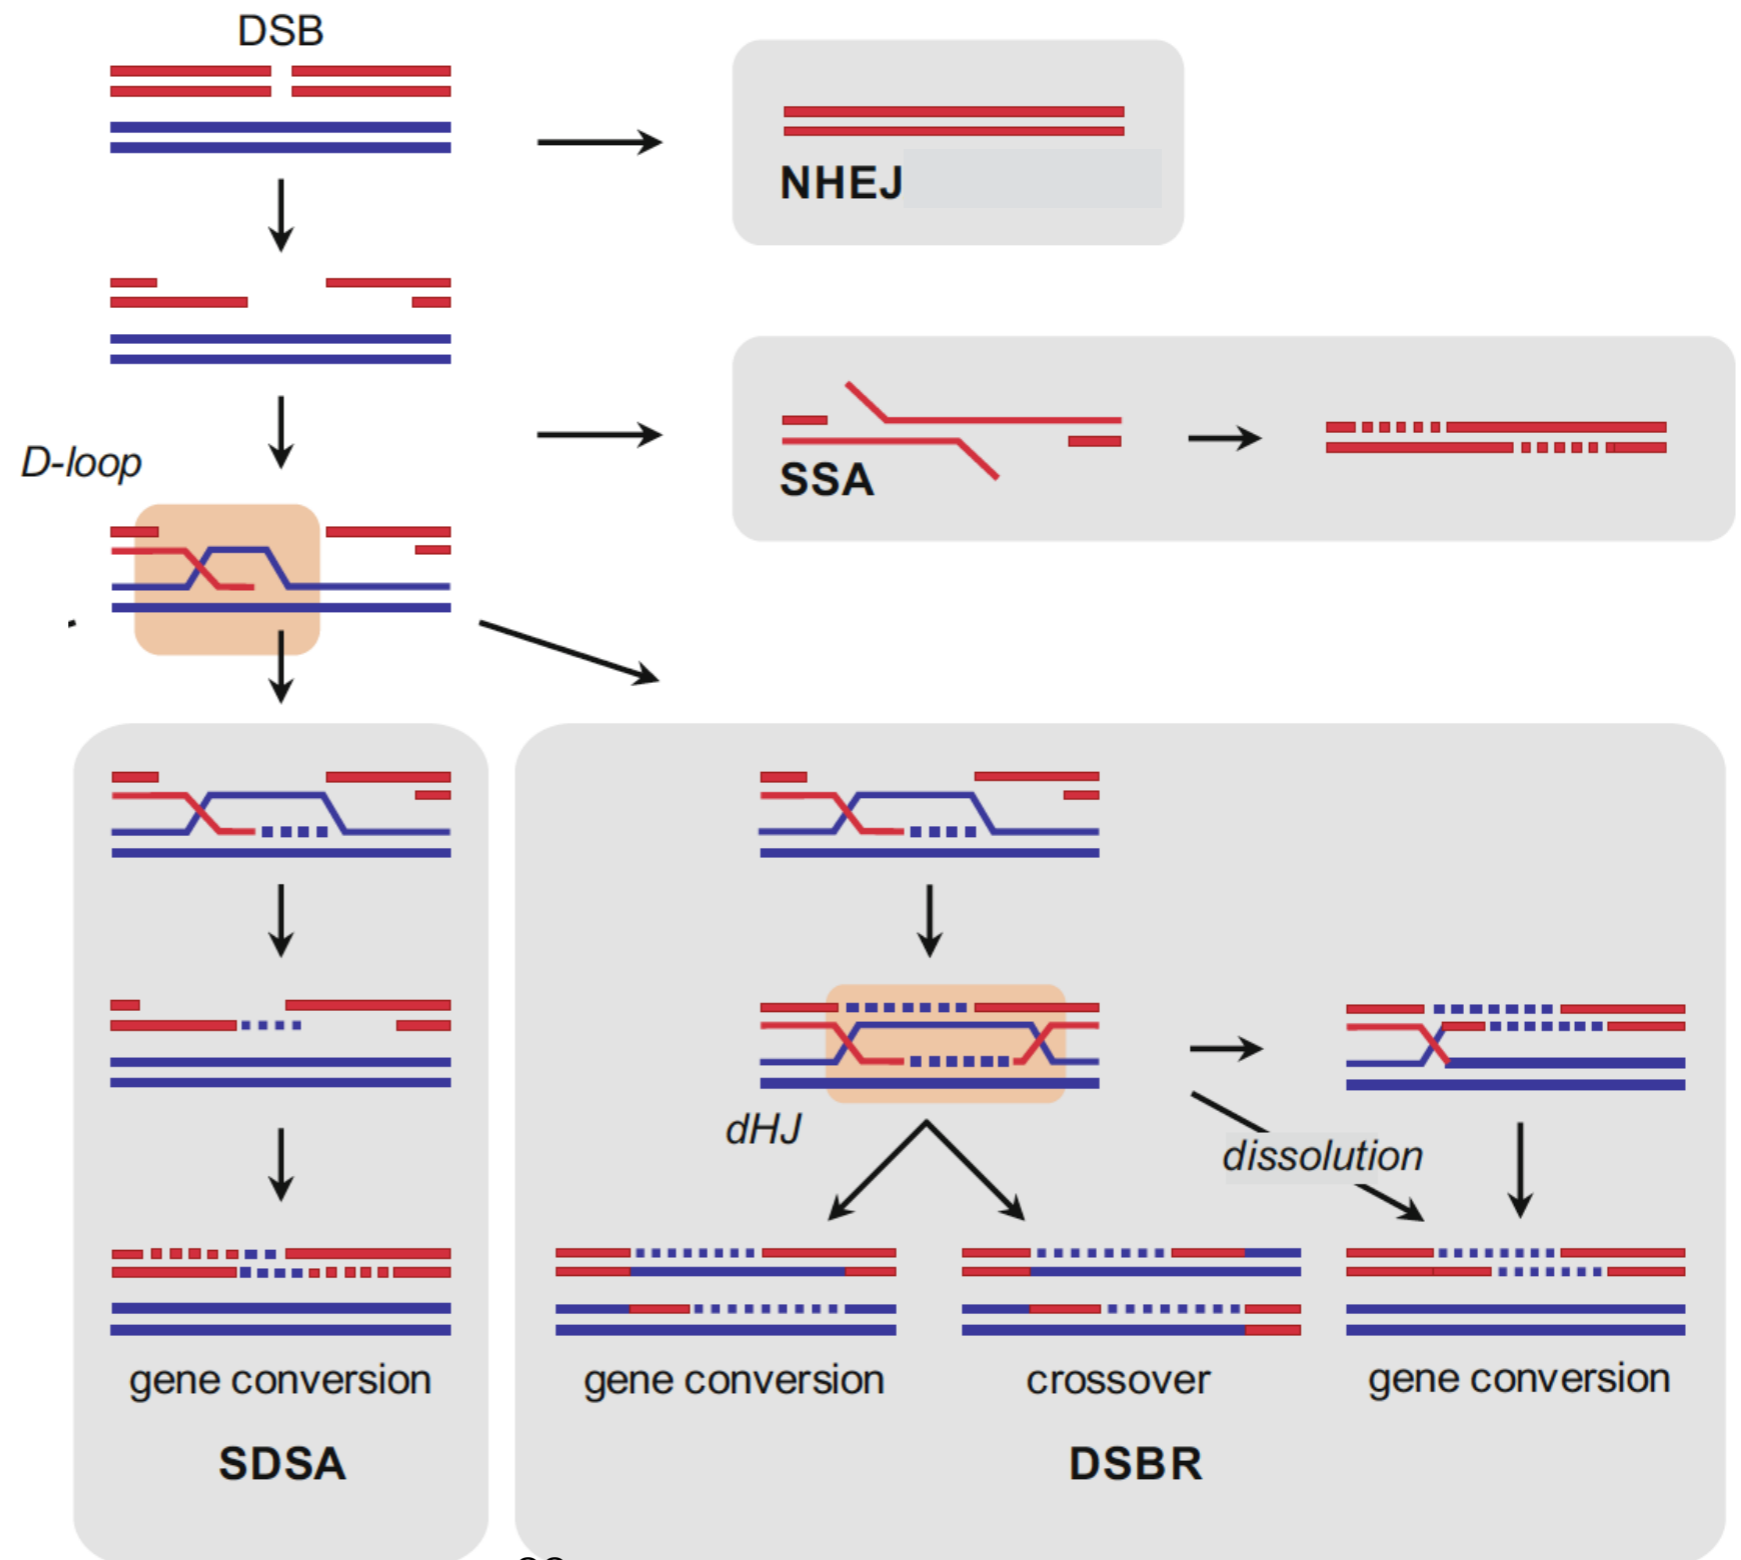 DSB
NHEJ
D-loop
SSA
dHJ
dissolution
gene conversion
gene conversion
crossover
gene conversion
SDSA
DSBR